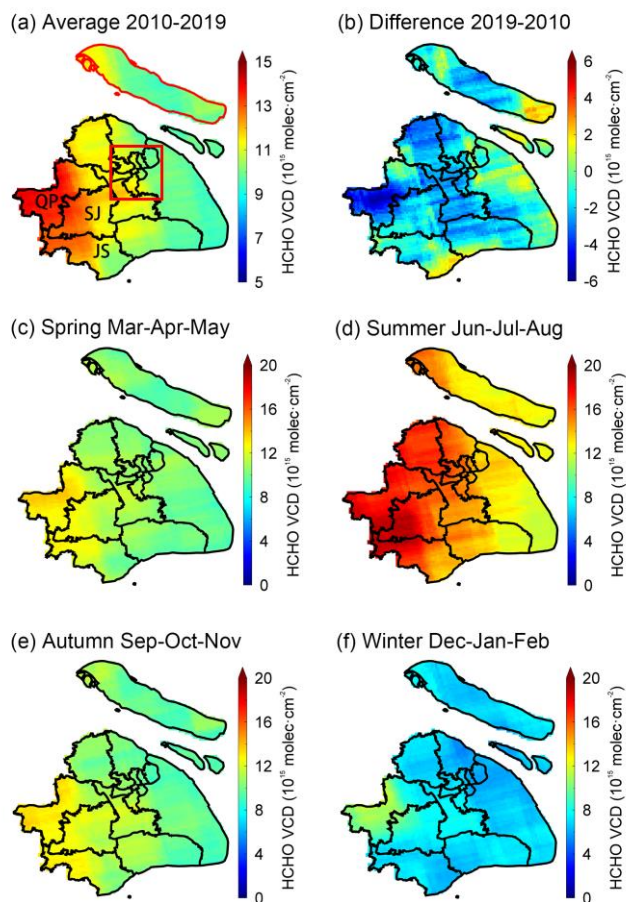 (a) Average 2010-2019
(b) Difference 2019-2010
15
13
11
9
7
5
HCHO VCD (10¹⁵ molec·cm⁻²)
QP
SJ
JS
6
4
2
-0
-2
-4
-6
HCHO VCD (10¹⁵ molec·cm⁻²)
(c) Spring Mar-Apr-May
(d) Summer Jun-Jul-Aug
20
16
12
8
4
0
HCHO VCD (10¹⁵ molec·cm⁻²)
20
16
12
8
4
0
HCHO VCD (10¹⁵ molec·cm⁻²)
(e) Autumn Sep-Oct-Nov
(f) Winter Dec-Jan-Feb
20
16
12
8
4
0
HCHO VCD (10¹⁵ molec·cm⁻²)
20
16
12
8
4
0
HCHO VCD (10¹⁵ molec·cm⁻²)